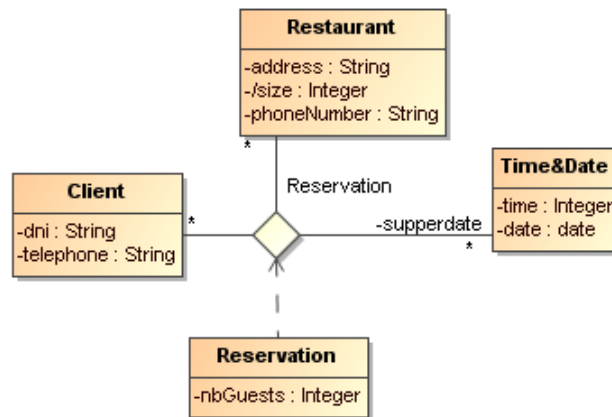 Restaurant
-address : String
-/size : Integer
-phoneNumber : String
*
Reservation
Client
-dni : String
-telephone : String
*
Time&Date
-time : Integer
-date : date
-supperdate
*
Reservation
-nbGuests : Integer